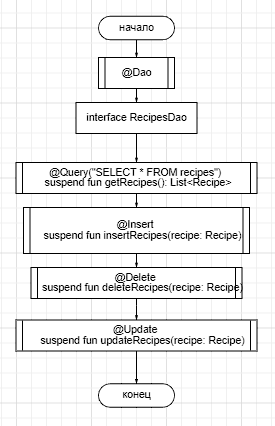 начало
@Dao
interface RecipesDao
@Query("SELECT * FROM recipes")
suspend fun getRecipes(): List<Recipe>
@Insert
suspend fun insertRecipes(recipe: Recipe)
@Delete
suspend fun deleteRecipes(recipe: Recipe)
@Update
suspend fun updateRecipes(recipe: Recipe)
конец